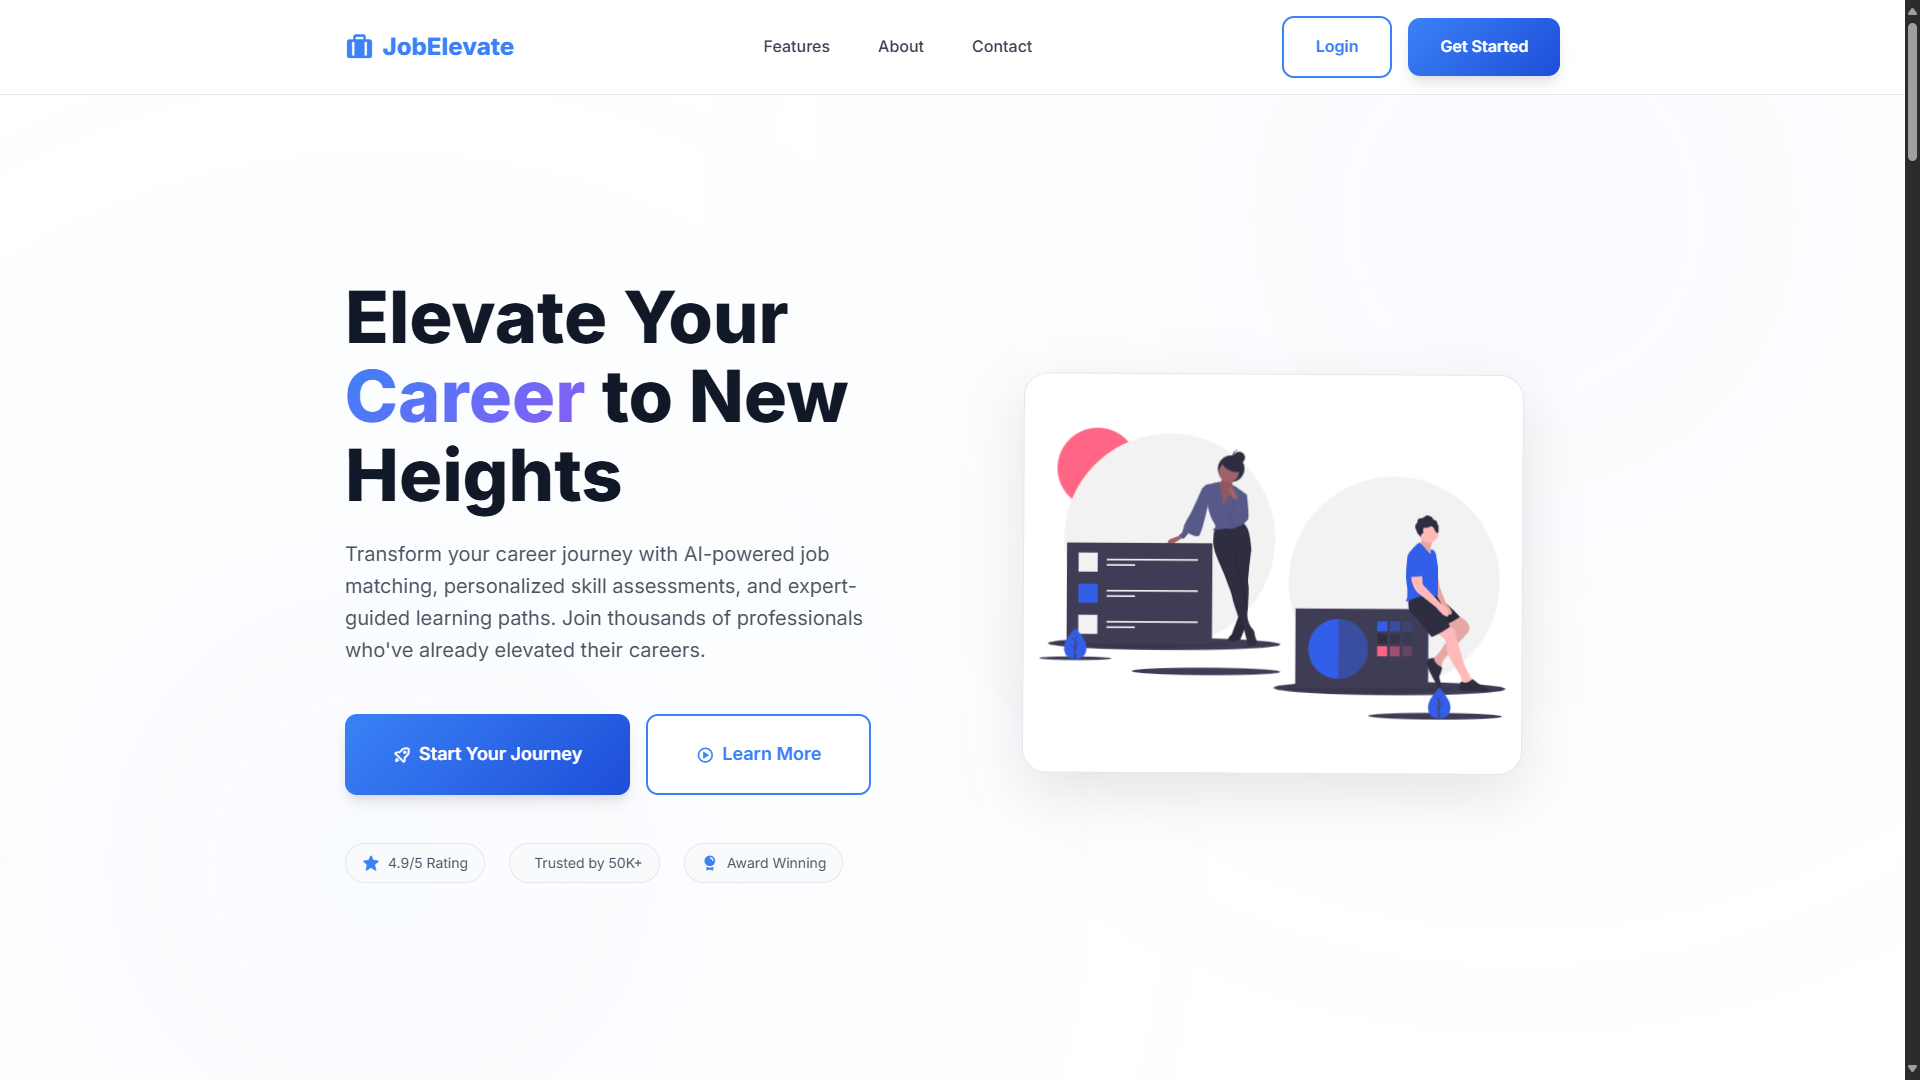 JobElevate
Features
About
Contact
Login
Get Started
Elevate Your
Career to New
Heights
Transform your career journey with AI-powered job
matching, personalized skill assessments, and expert-
guided learning paths. Join thousands of professionals
who've already elevated their careers.
Start Your Journey
Learn More
4.9/5 Rating
Trusted by 50K+
Award Winning